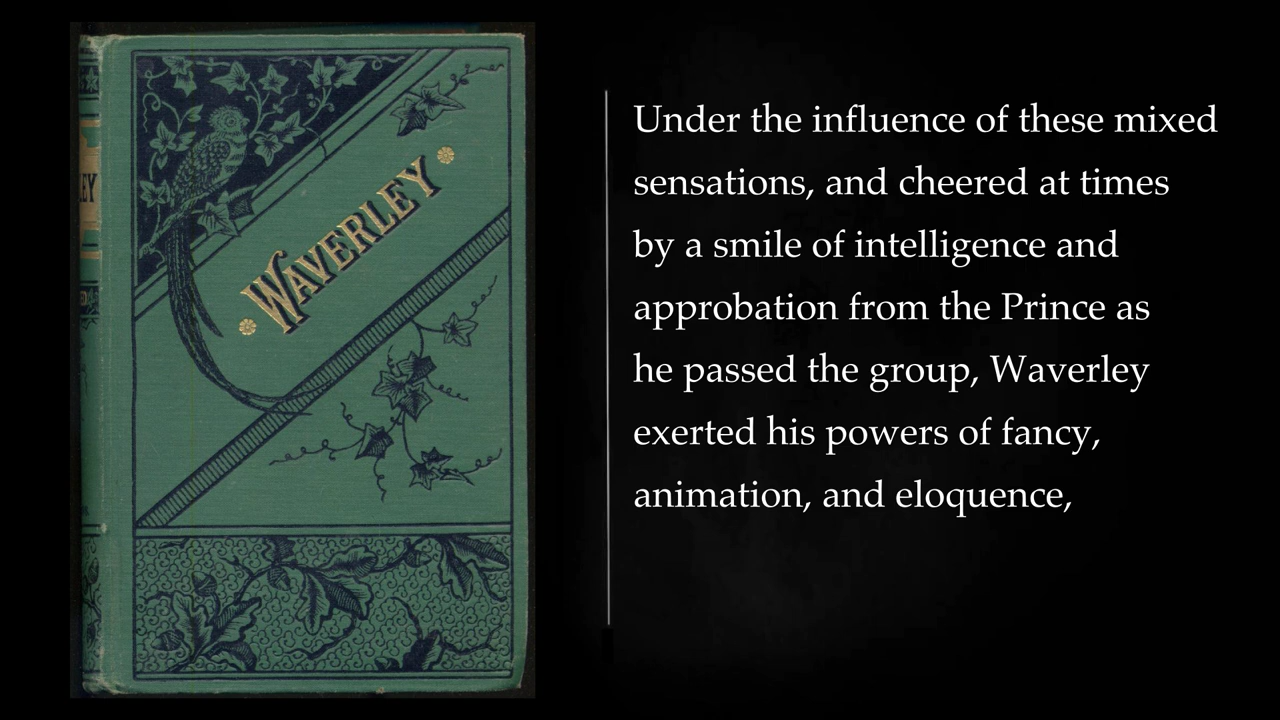 WAVERLEY
EY
Under the influence of these mixed
sensations, and cheered at times
by a smile of intelligence and
approbation from the Prince as
he passed the group, Waverley
exerted his powers of fancy,
animation, and eloquence,